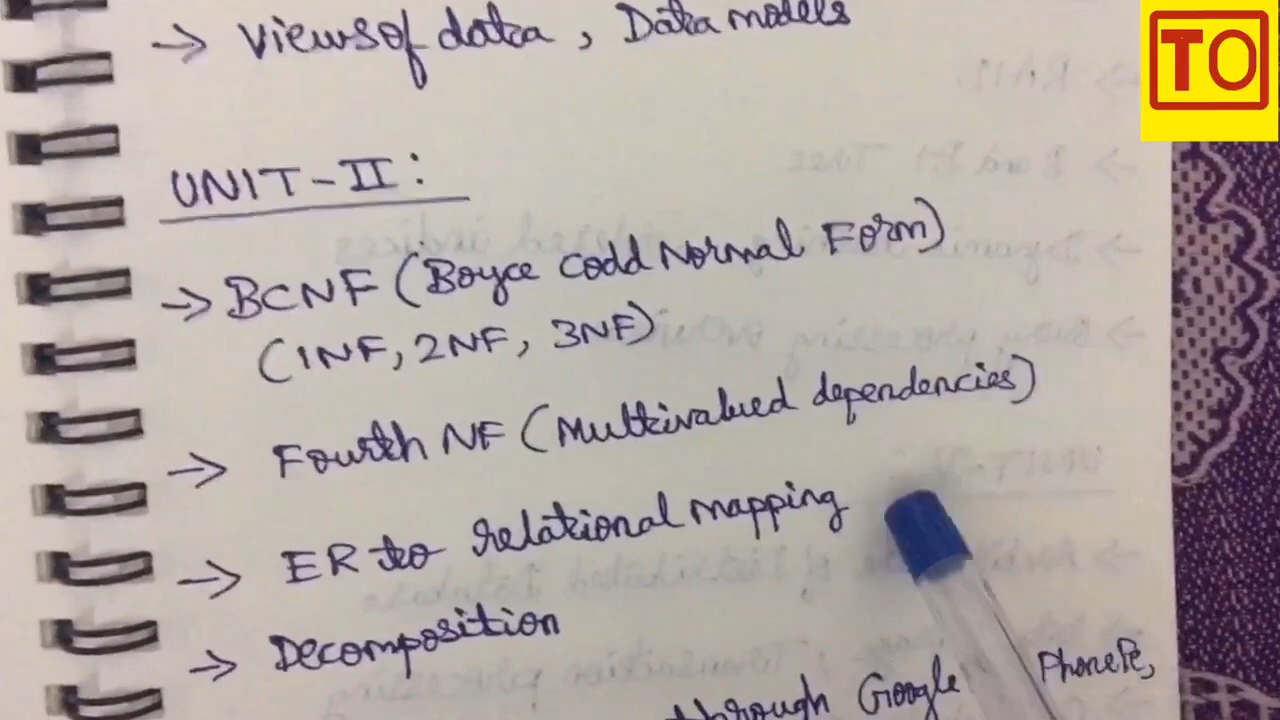 TO
→ Views of data, Data models
UNIT-II:
→ BCNF (Boyce Codd Normal Form)
(1NF, 2NF, 3NF)
→ Fourth NF (Multivalued dependencies)
→ ER to relational mapping
→ Decomposition
through Google PhonePe,